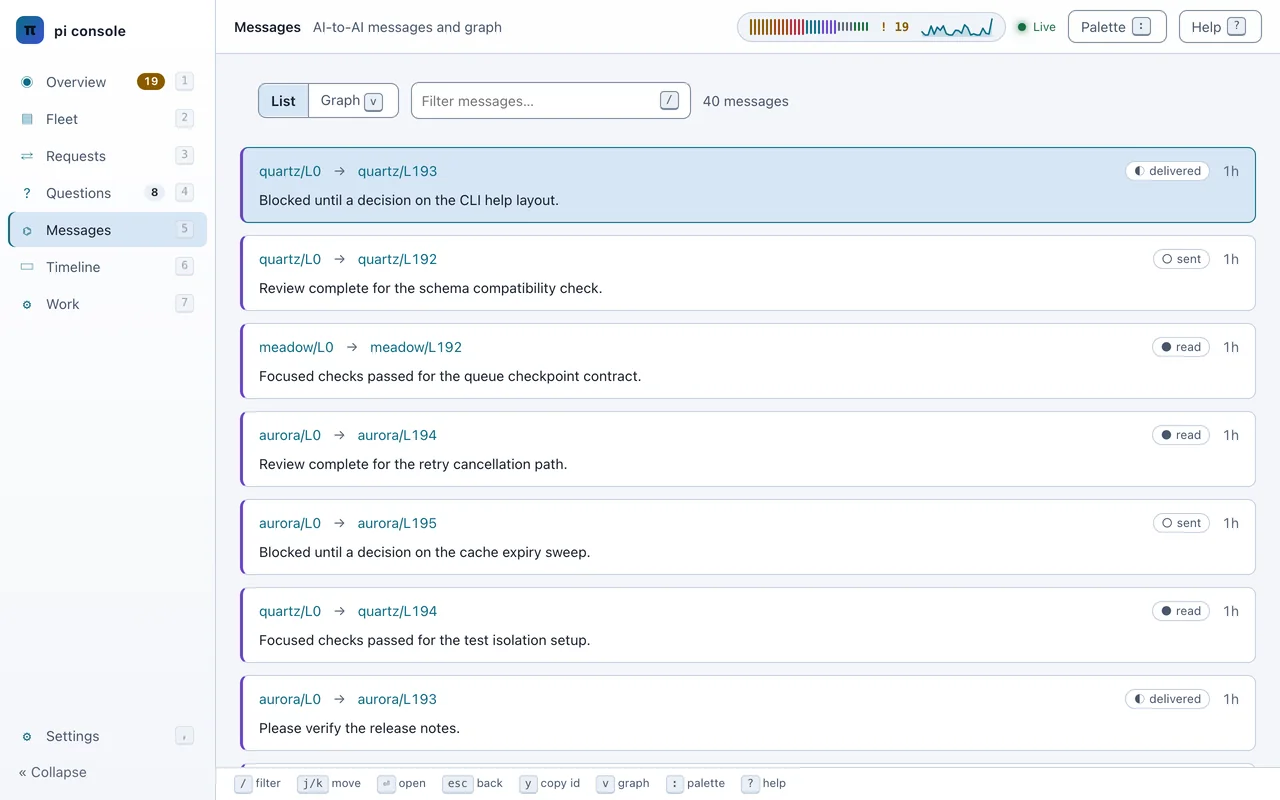 π pi console
Messages AI-to-AI messages and graph ! 19 Live Palette : Help ?
Overview 19 1
Fleet 2
Requests 3
? Questions 8 4
Messages 5
Timeline 6
Work 7
Settings ,
« Collapse
List Graph v Filter messages... / 40 messages
quartz/L0 → quartz/L193 delivered 1h
Blocked until a decision on the CLI help layout.
quartz/L0 → quartz/L192 sent 1h
Review complete for the schema compatibility check.
meadow/L0 → meadow/L192 read 1h
Focused checks passed for the queue checkpoint contract.
aurora/L0 → aurora/L194 read 1h
Review complete for the retry cancellation path.
aurora/L0 → aurora/L195 sent 1h
Blocked until a decision on the cache expiry sweep.
quartz/L0 → quartz/L194 read 1h
Focused checks passed for the test isolation setup.
aurora/L0 → aurora/L193 delivered 1h
Please verify the release notes.
/ filter j/k move ⏎ open esc back y copy id v graph : palette ? help